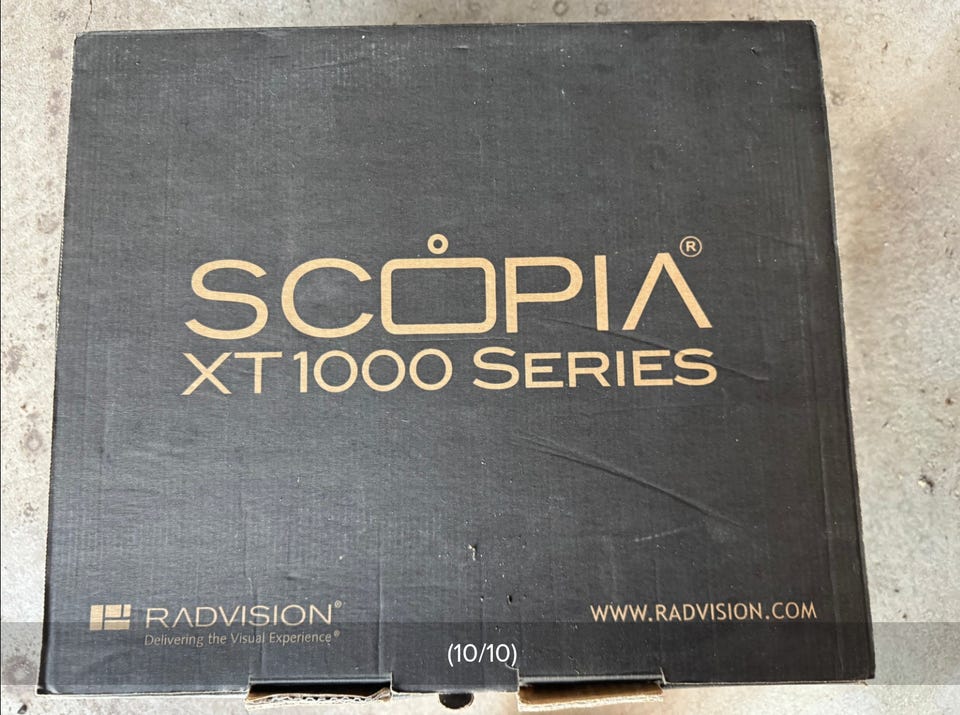 SCOPIA®
XT1000 SERIES
RADVISION®
Delivering the Visual Experience®
WWW.RADVISION.COM
(10/10)